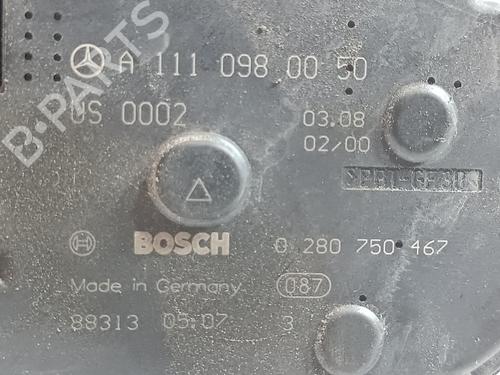 A 111 098 00 50
US 0002
03.08
02/00
BOSCH
0 280 750 467
Made in Germany
087
88313 05.07 3
B-PARTS